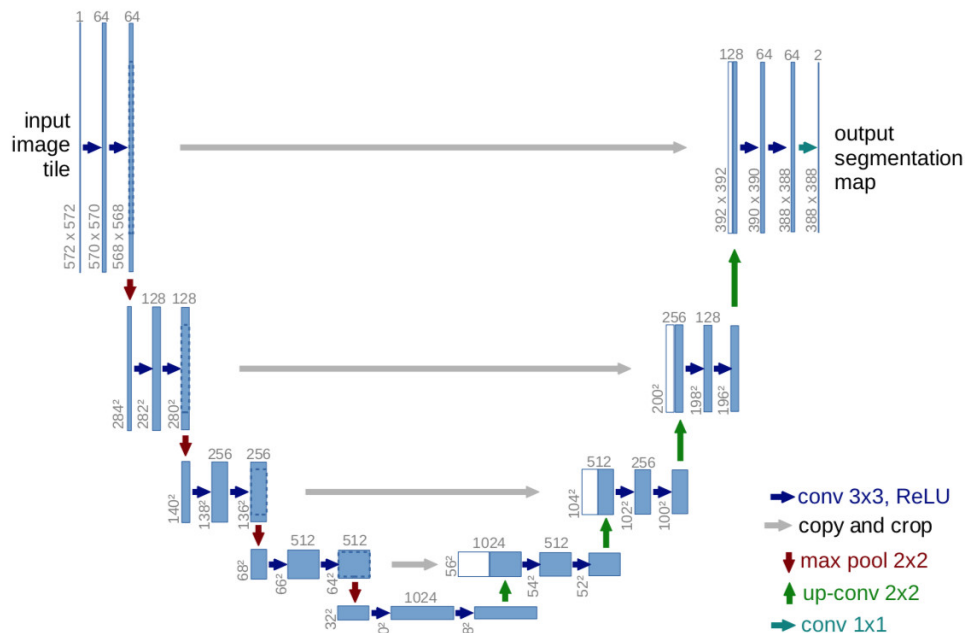 1 64 64
128 64 64 2
input
image
tile
output
segmentation
map
572 x 572
570 x 570
568 x 568
392 x 392
390 x 390
388 x 388
388 x 388
128 128
256 128
284²
282²
280²
200²
198²
196²
256 256
512 256
140²
138²
136²
104²
102²
100²
512 512
1024 512
68²
66²
64²
56²
54²
52²
1024
32²
conv 3x3, ReLU
copy and crop
max pool 2x2
up-conv 2x2
conv 1x1